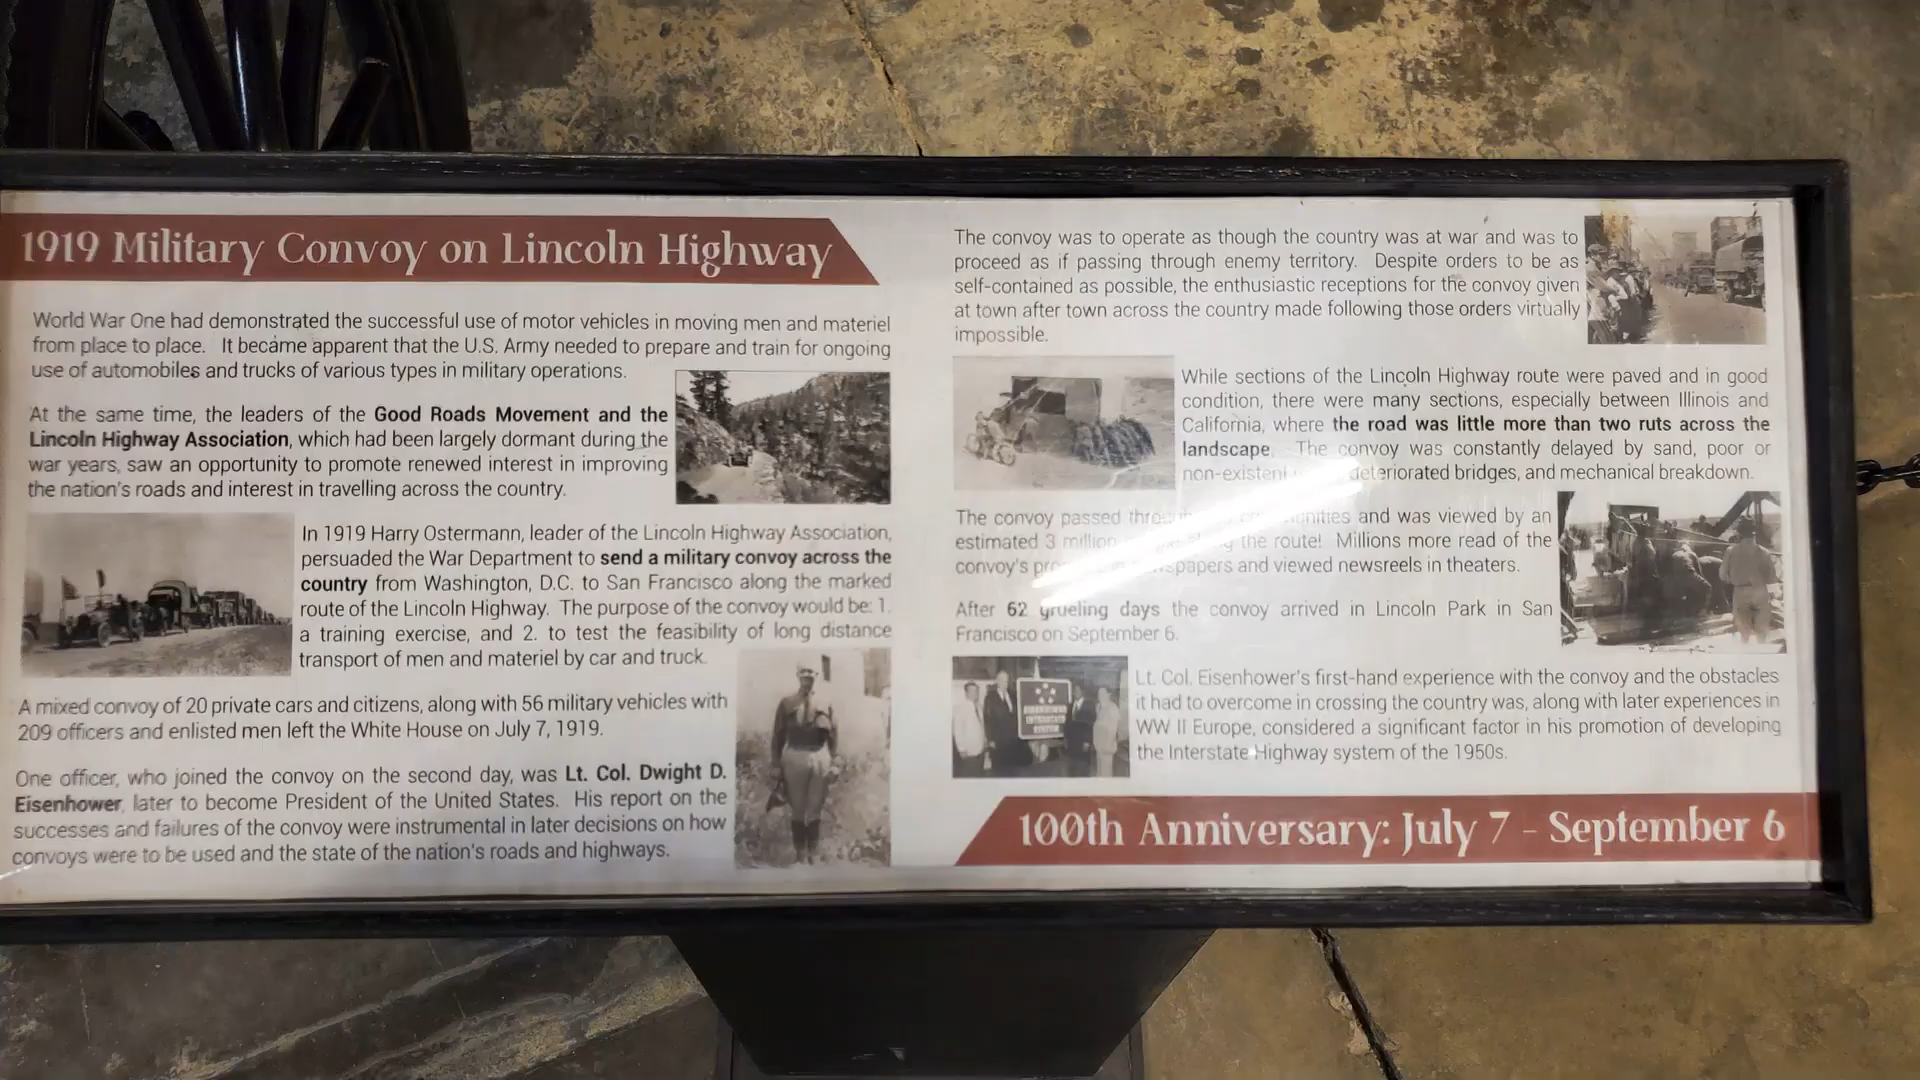 1919 Military Convoy on Lincoln Highway
World War One had demonstrated the successful use of motor vehicles in moving men and materiel
from place to place. It became apparent that the U.S. Army needed to prepare and train for ongoing
use of automobiles and trucks of various types in military operations.
At the same time, the leaders of the Good Roads Movement and the
Lincoln Highway Association, which had been largely dormant during the
war years, saw an opportunity to promote renewed interest in improving
the nation's roads and interest in travelling across the country.
In 1919 Harry Ostermann, leader of the Lincoln Highway Association,
persuaded the War Department to send a military convoy across the
country from Washington, D.C. to San Francisco along the marked
route of the Lincoln Highway. The purpose of the convoy would be: 1.
a training exercise, and 2. to test the feasibility of long distance
transport of men and materiel by car and truck.
A mixed convoy of 20 private cars and citizens, along with 56 military vehicles with
209 officers and enlisted men left the White House on July 7, 1919.
One officer, who joined the convoy on the second day, was Lt. Col. Dwight D.
Eisenhower, later to become President of the United States. His report on the
successes and failures of the convoy were instrumental in later decisions on how
convoys were to be used and the state of the nation's roads and highways.
The convoy was to operate as though the country was at war and was to
proceed as if passing through enemy territory. Despite orders to be as
self-contained as possible, the enthusiastic receptions for the convoy given
at town after town across the country made following those orders virtually
impossible.
While sections of the Lincoln Highway route were paved and in good
condition, there were many sections, especially between Illinois and
California, where the road was little more than two ruts across the
landscape. The convoy was constantly delayed by sand, poor or
non-existent deteriorated bridges, and mechanical breakdown.
The convoy passed through and was viewed by an
estimated 3 million the route! Millions more read of the
convoy's and viewed newsreels in theaters.
After 62 grueling days the convoy arrived in Lincoln Park in San
Francisco on September 6.
EISENHOWER
INTERSTATE
SYSTEM
Lt. Col. Eisenhower's first-hand experience with the convoy and the obstacles
it had to overcome in crossing the country was, along with later experiences in
WW II Europe, considered a significant factor in his promotion of developing
the Interstate Highway system of the 1950s.
100th Anniversary: July 7 - September 6